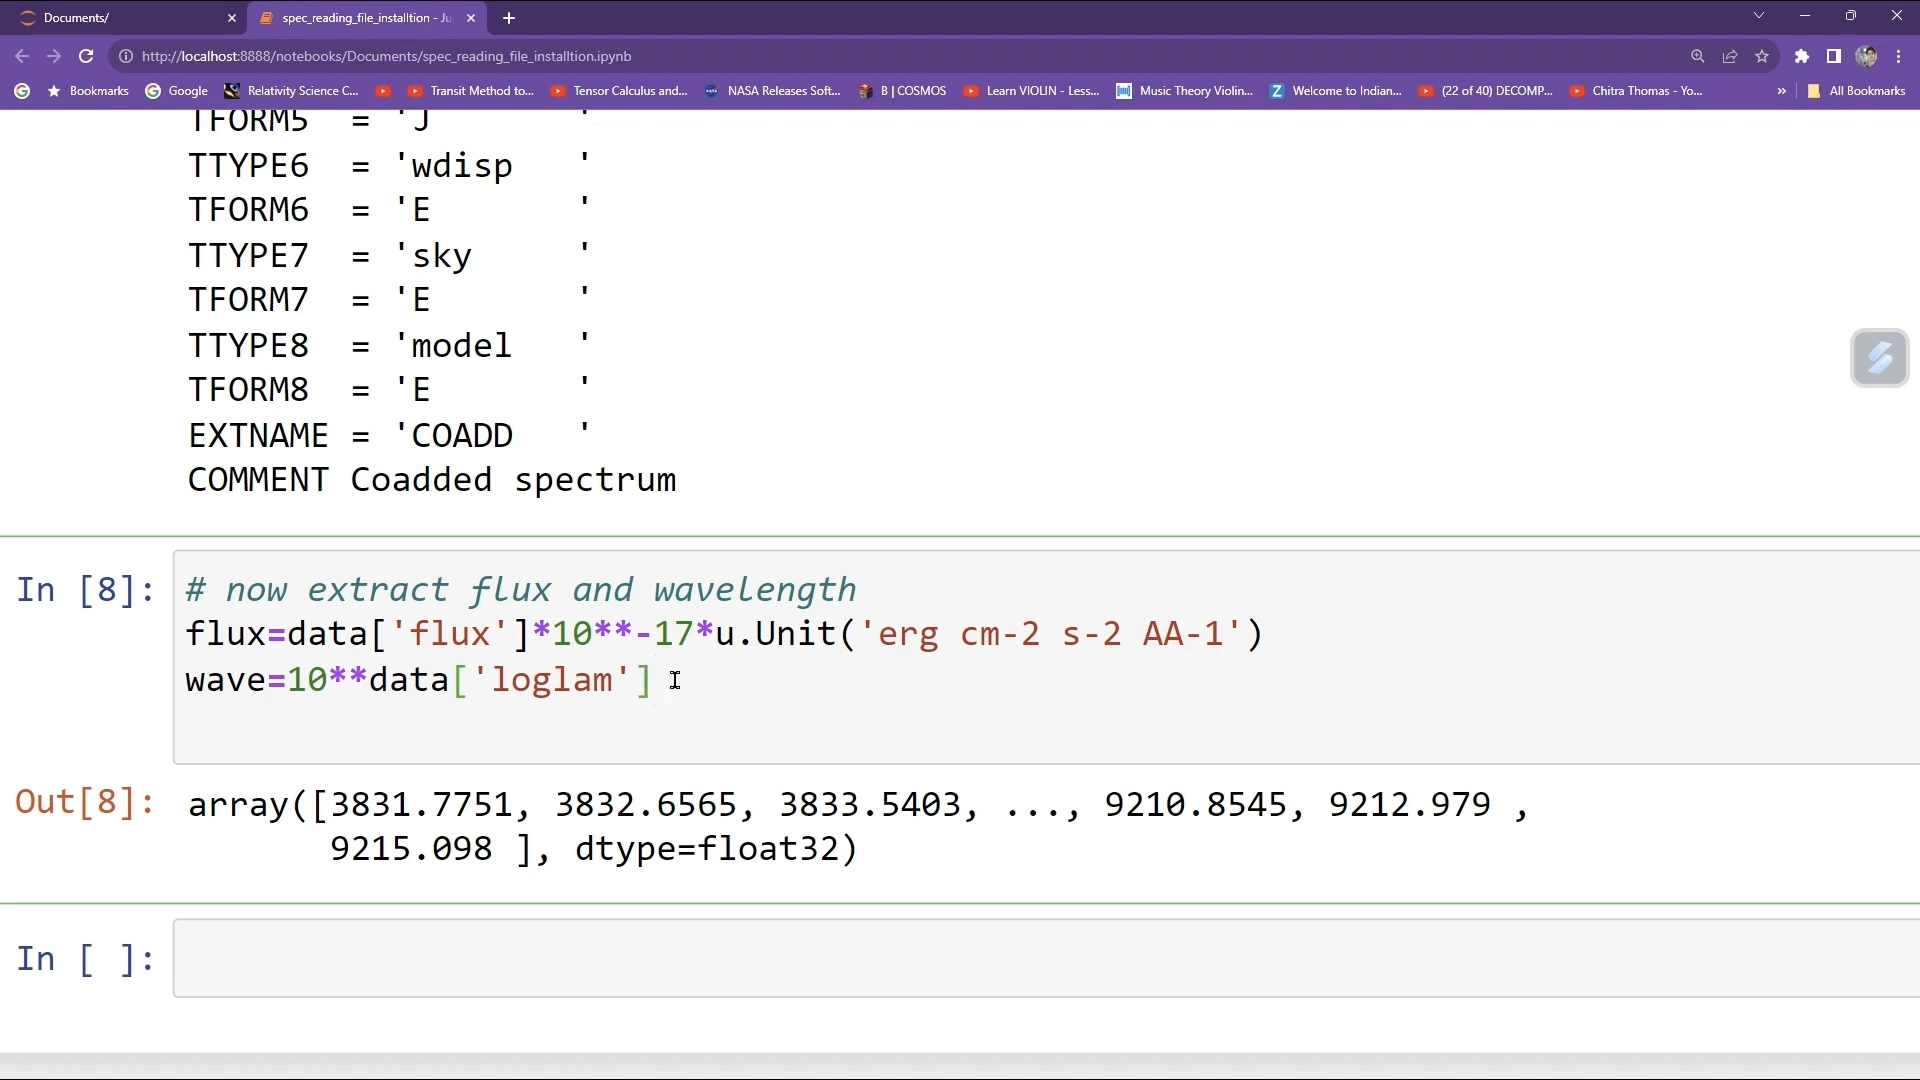 Documents/
spec_reading_file_installtion - Ju
http://localhost:8888/notebooks/Documents/spec_reading_file_installtion.ipynb
Bookmarks
Google
Relativity Science C...
Transit Method to...
Tensor Calculus and...
NASA Releases Soft...
B | COSMOS
Learn VIOLIN - Less...
Music Theory Violin...
Welcome to Indian...
(22 of 40) DECOMP...
Chitra Thomas - Yo...
»
All Bookmarks
TFORM5 = 'J '
TTYPE6 = 'wdisp '
TFORM6 = 'E '
TTYPE7 = 'sky '
TFORM7 = 'E '
TTYPE8 = 'model '
TFORM8 = 'E '
EXTNAME = 'COADD '
COMMENT Coadded spectrum
In [8]:
# now extract flux and wavelength
flux=data['flux']*10**-17*u.Unit('erg cm-2 s-2 AA-1')
wave=10**data['loglam']
Out[8]:
array([3831.7751, 3832.6565, 3833.5403, ..., 9210.8545, 9212.979 ,
9215.098 ], dtype=float32)
In [ ]: